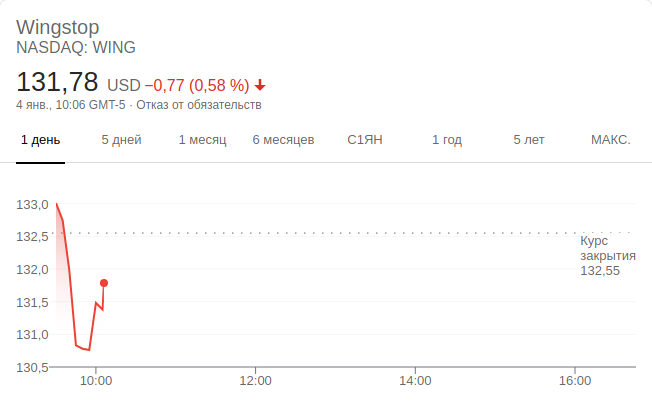 Wingstop
NASDAQ: WING
131,78 USD −0,77 (0,58 %)
4 янв., 10:06 GMT-5 · Отказ от обязательств
1 день 5 дней 1 месяц 6 месяцев С1ЯН 1 год 5 лет МАКС.
133,0
132,5
Курс
закрытия
132,55
132,0
131,5
131,0
130,5
10:00 12:00 14:00 16:00